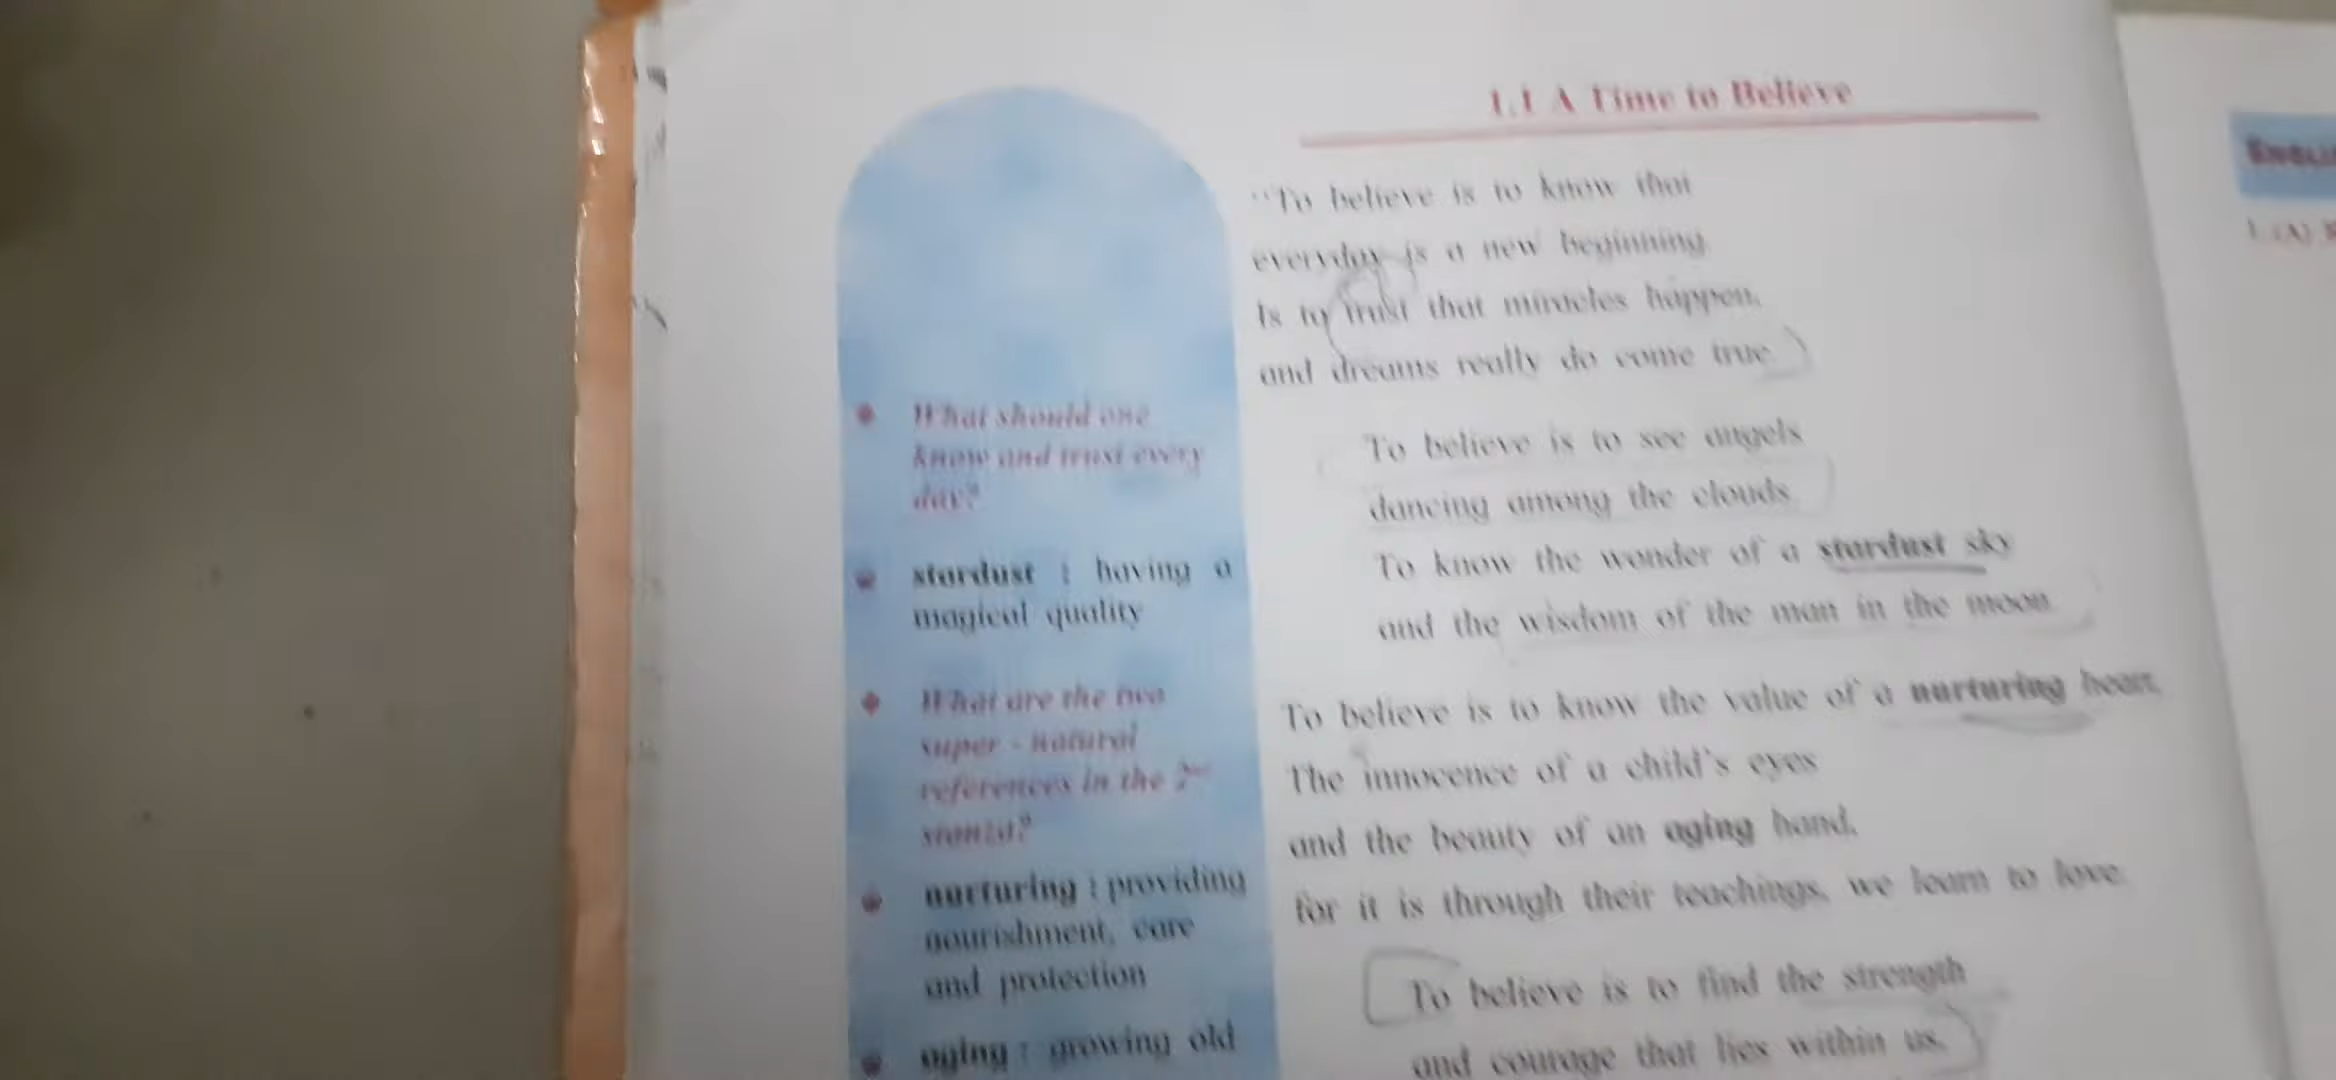 1.1 A Time to Believe
"To believe is to know that
everyday is a new beginning.
Is to trust that miracles happen,
and dreams really do come true.
To believe is to see angels
dancing among the clouds.
To know the wonder of a stardust sky
and the wisdom of the man in the moon.
To believe is to know the value of a nurturing heart,
The innocence of a child's eyes
and the beauty of an aging hand,
for it is through their teachings, we learn to love.
To believe is to find the strength
and courage that lies within us.
What should one
know and trust every
day?
stardust : having a
magical quality
What are the two
super - natural
references in the 2nd
stanza?
nurturing : providing
nourishment, care
and protection
aging : growing old
1. (A)